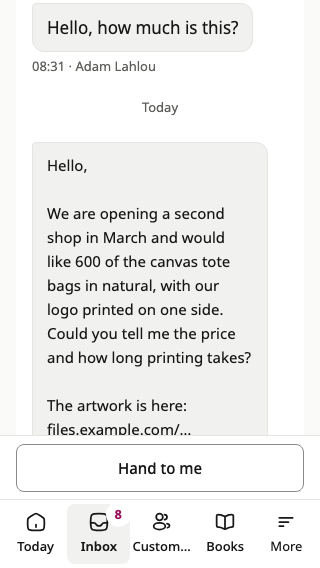 Hello, how much is this?
08:31 · Adam Lahlou
Today
Hello,
We are opening a second
shop in March and would
like 600 of the canvas tote
bags in natural, with our
logo printed on one side.
Could you tell me the price
and how long printing takes?
The artwork is here:
files.example.com/...
Hand to me
8
Today
Inbox
Custom...
Books
More